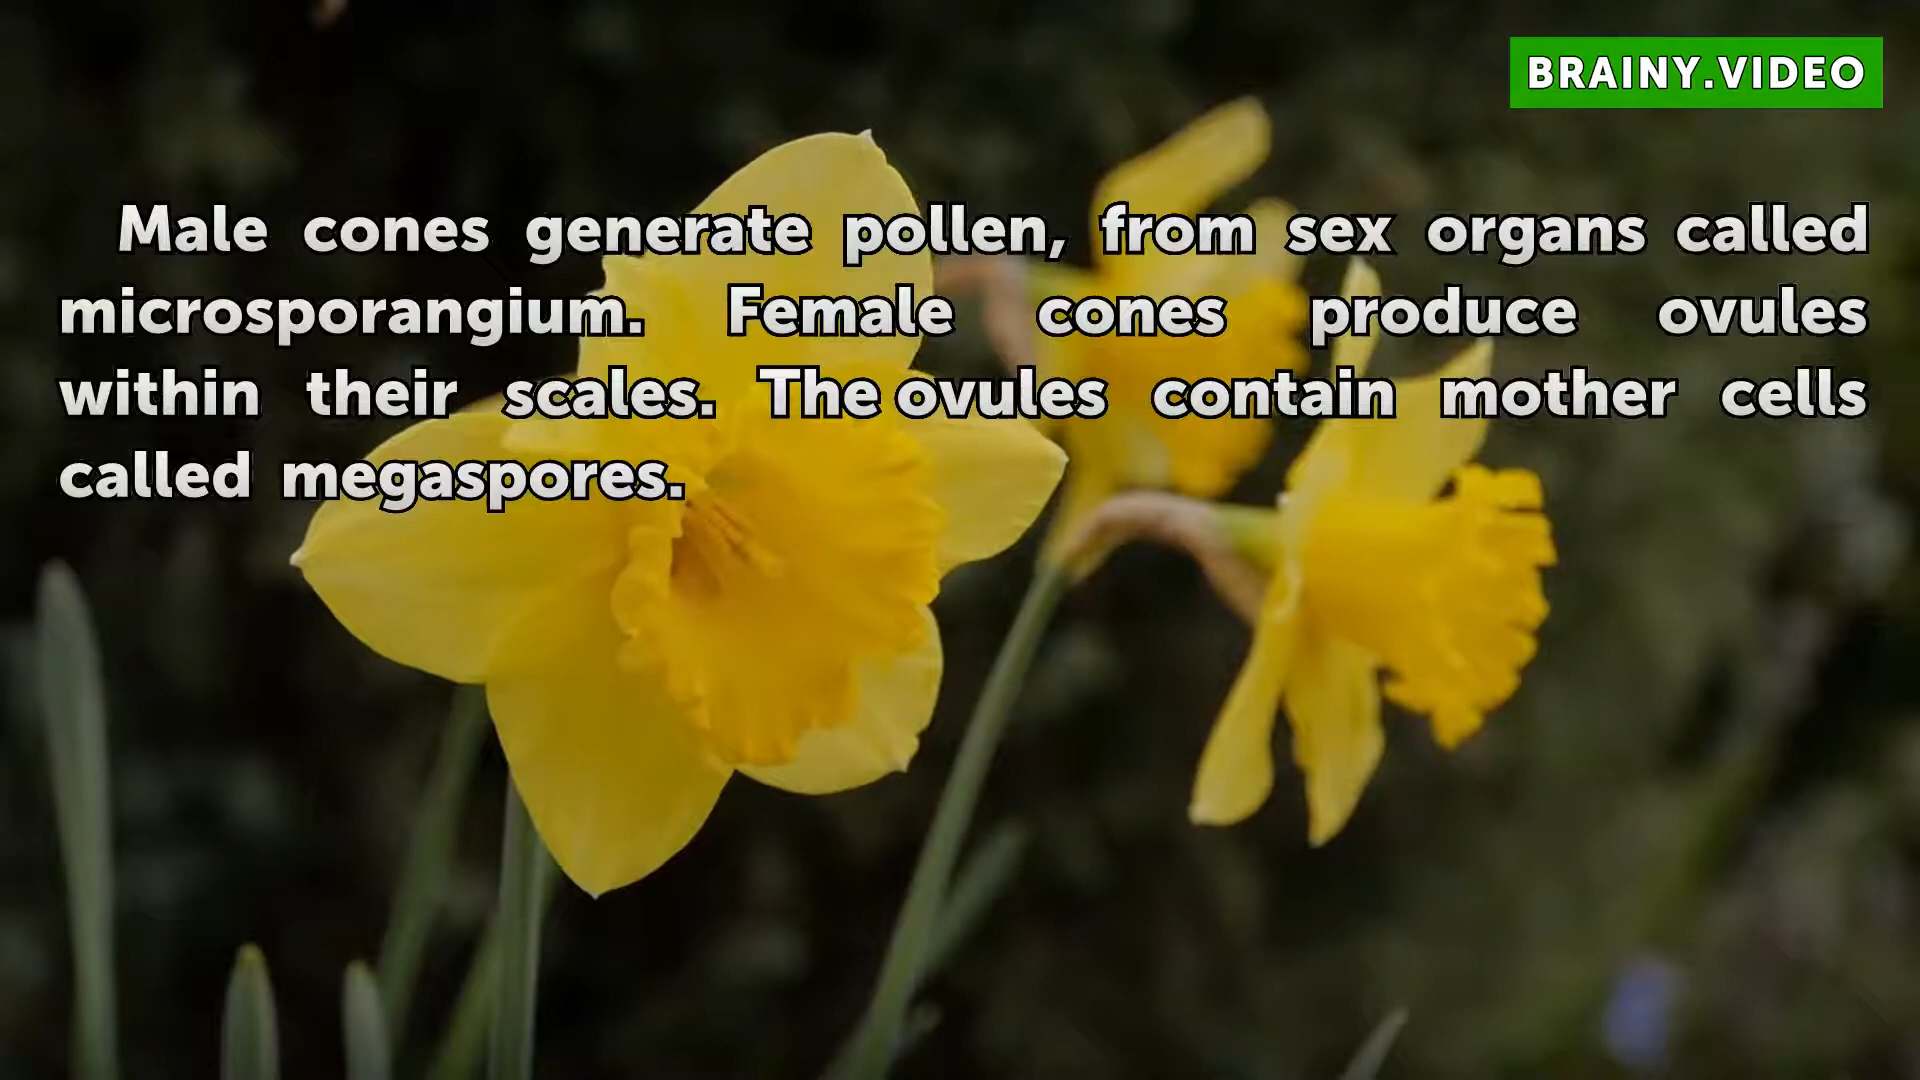 BRAINY.VIDEO
Male cones generate pollen, from sex organs called
microsporangium. Female cones produce ovules
within their scales. The ovules contain mother cells
called megaspores.